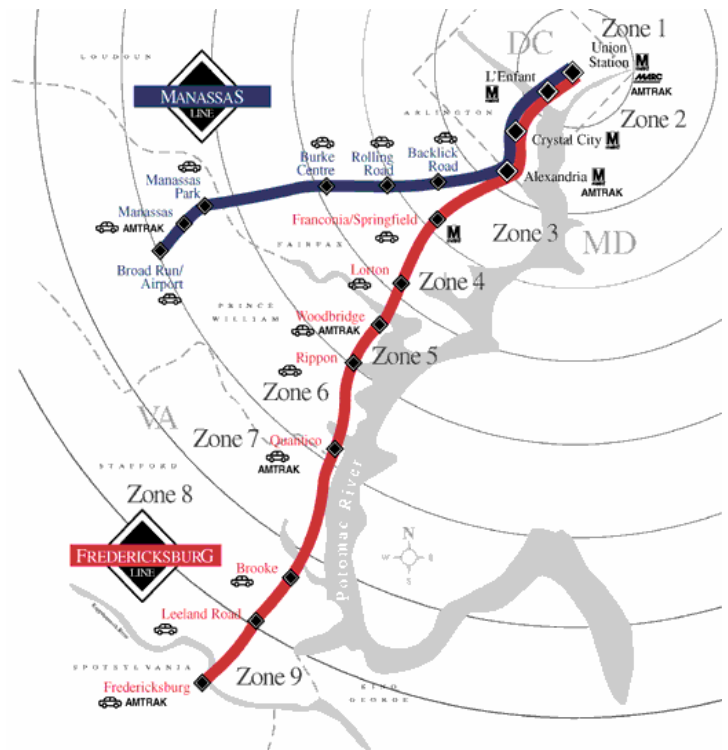 Zone 1
DC
Union
Station
M
MARC
AMTRAK
LOUDOUN
L'Enfant
M
MANASSAS
LINE
ARLINGTON
Zone 2
Crystal City
M
Burke
Centre
Rolling
Road
Backlick
Road
Manassas
Park
Alexandria
M
AMTRAK
Manassas
AMTRAK
Franconia/Springfield
M
Zone 3
MD
FAIRFAX
Broad Run/
Airport
Lorton
Zone 4
PRINCE
WILLIAM
Woodbridge
AMTRAK
Rippon
Zone 5
Zone 6
VA
Zone 7
Quantico
AMTRAK
STAFFORD
Zone 8
Potomac River
N
W
E
S
FREDERICKSBURG
LINE
Brooke
Leeland Road
SPOTSYLVANIA
Zone 9
Fredericksburg
AMTRAK
KING
GEORGE